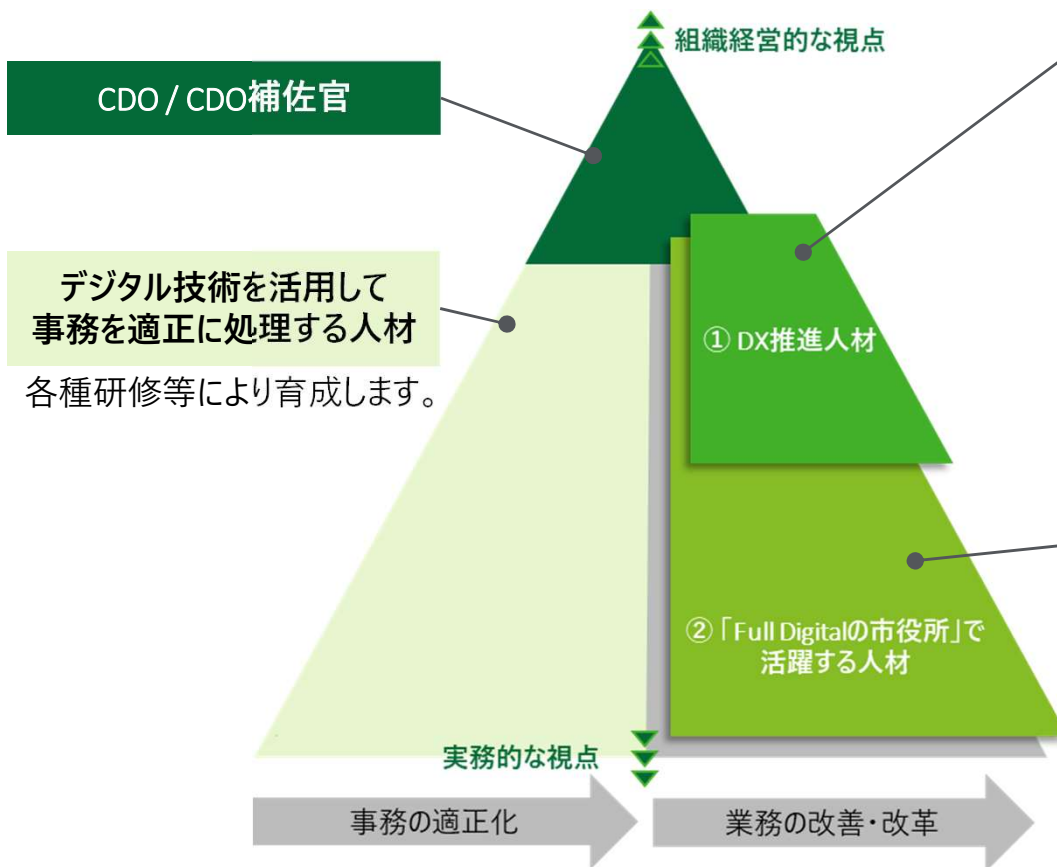 組織経営的な視点
CDO / CDO補佐官
デジタル技術を活用して
事務を適正に処理する人材
各種研修等により育成します。
① DX推進人材
②「Full Digitalの市役所」で
活躍する人材
実務的な視点
事務の適正化
業務の改善・改革